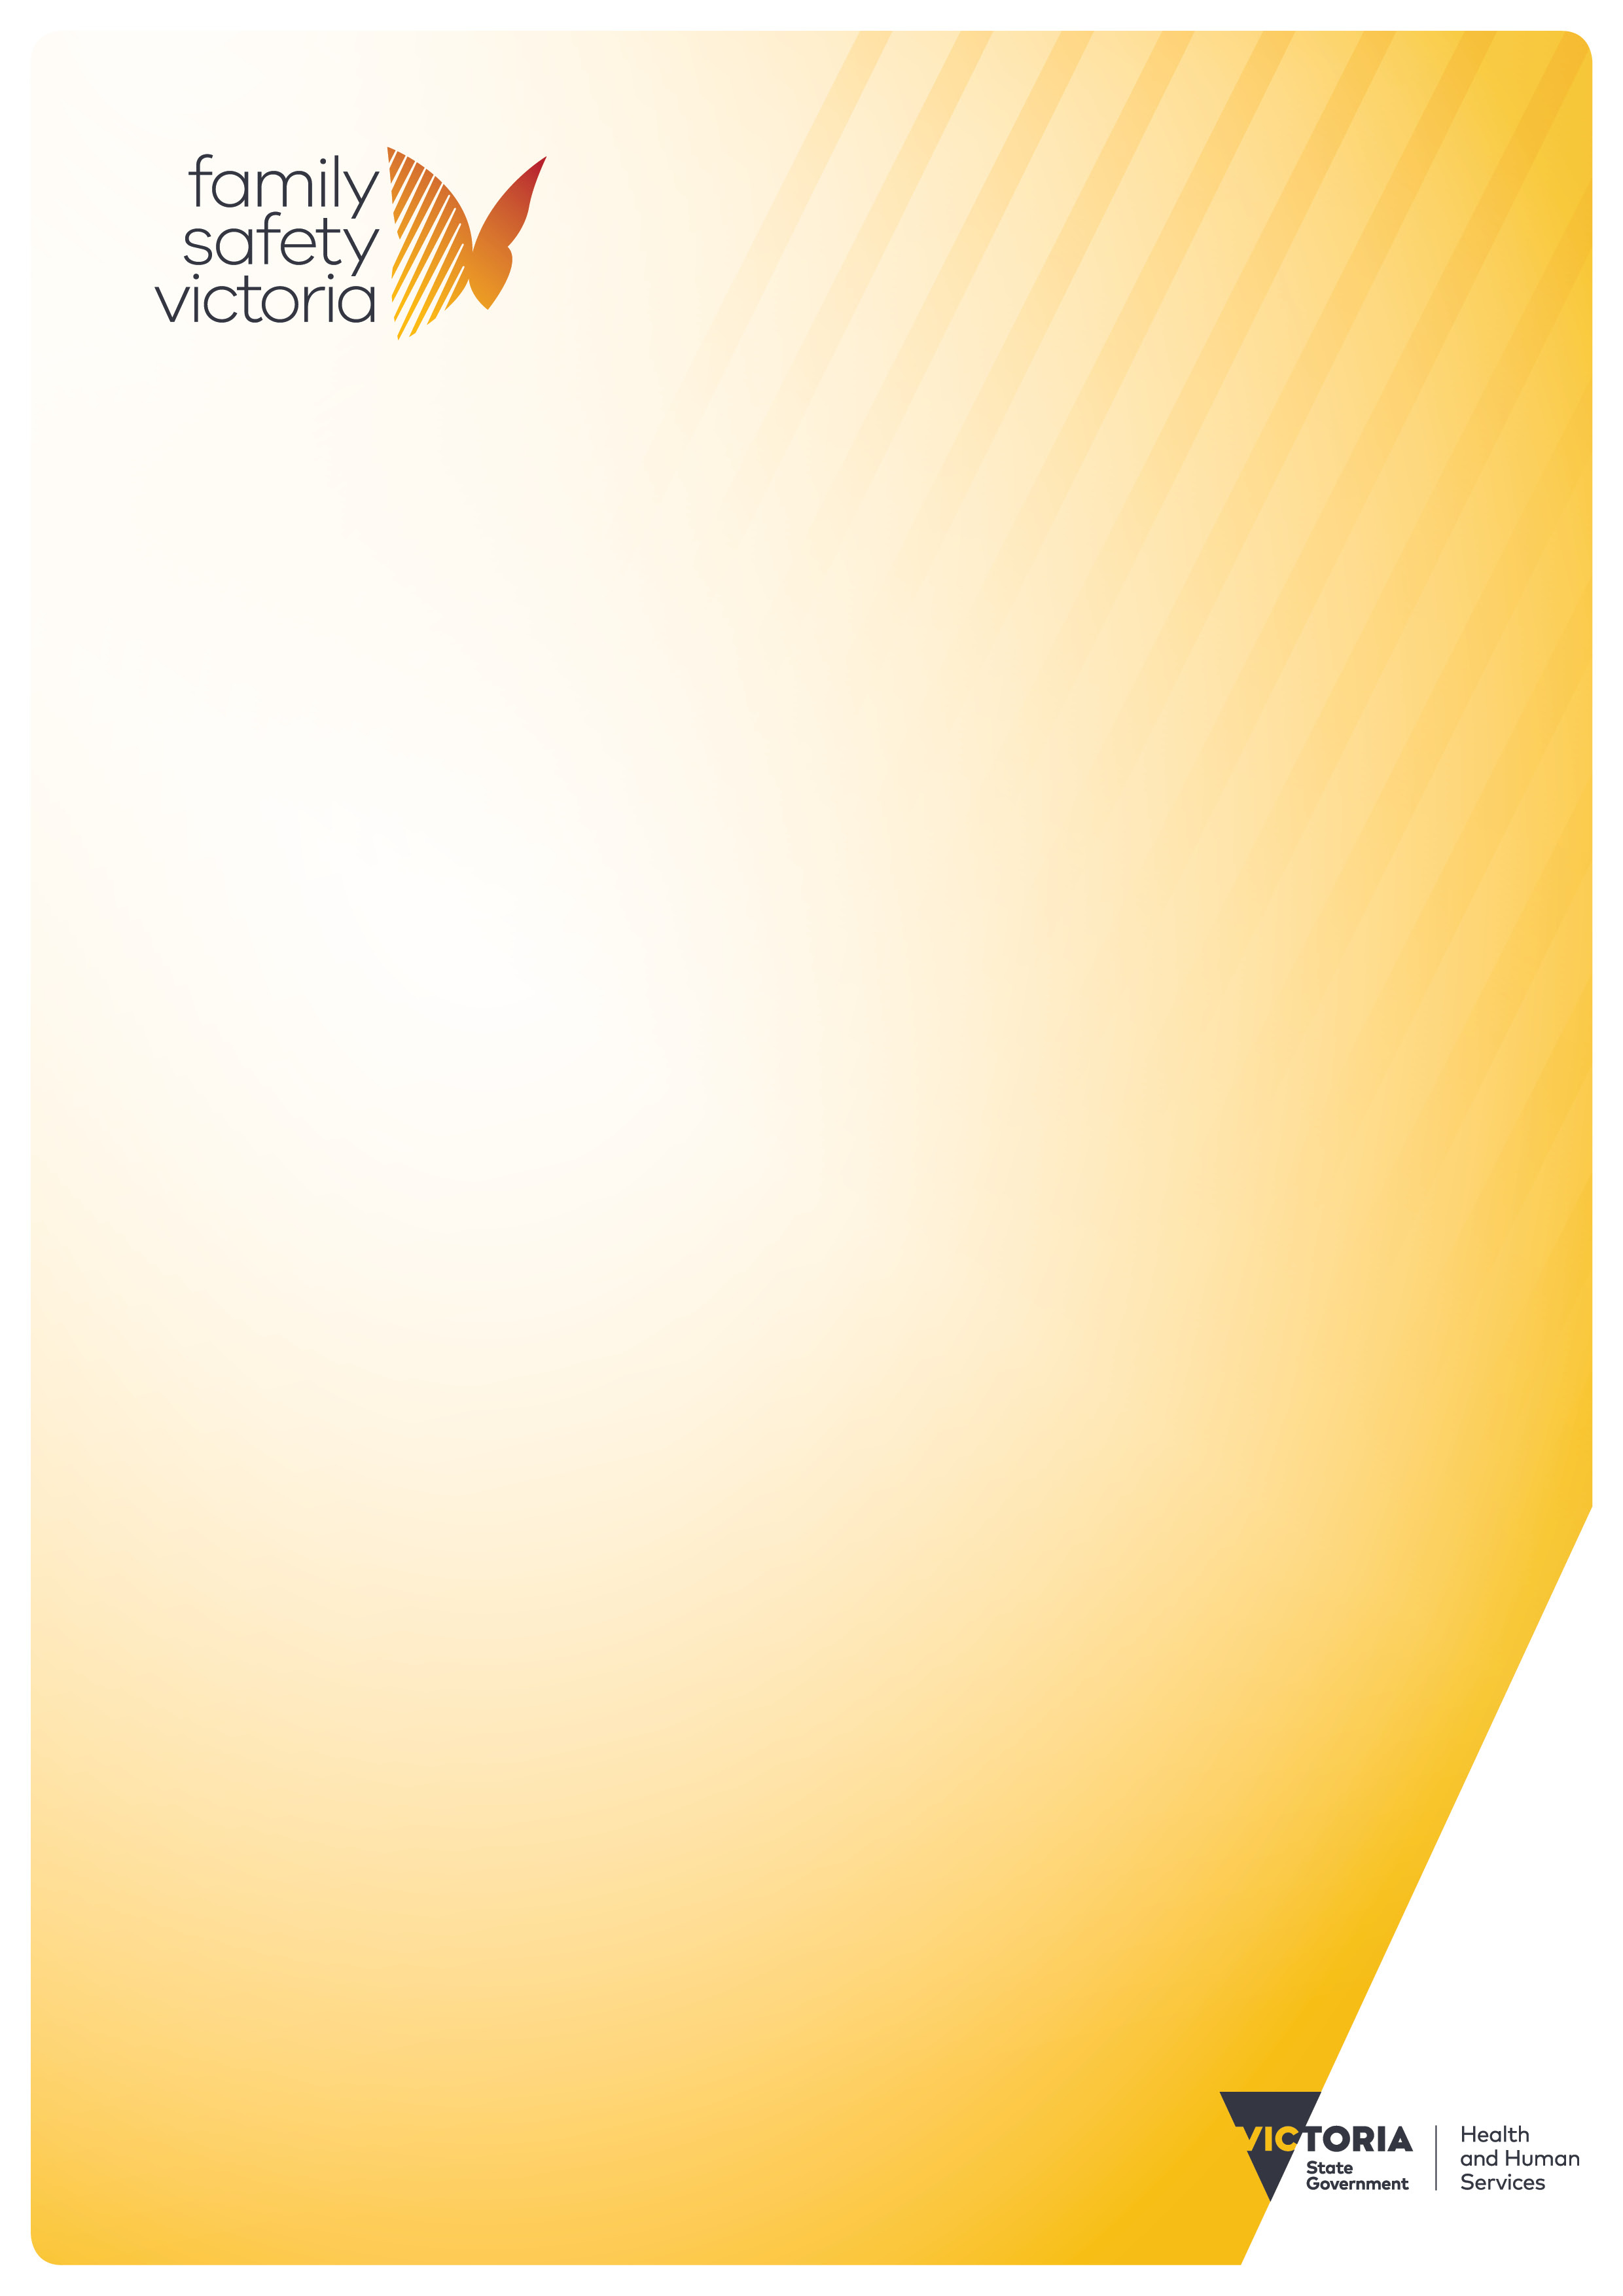 family
safety
victoria
VICTORIA
State
Government
Health
and Human
Services